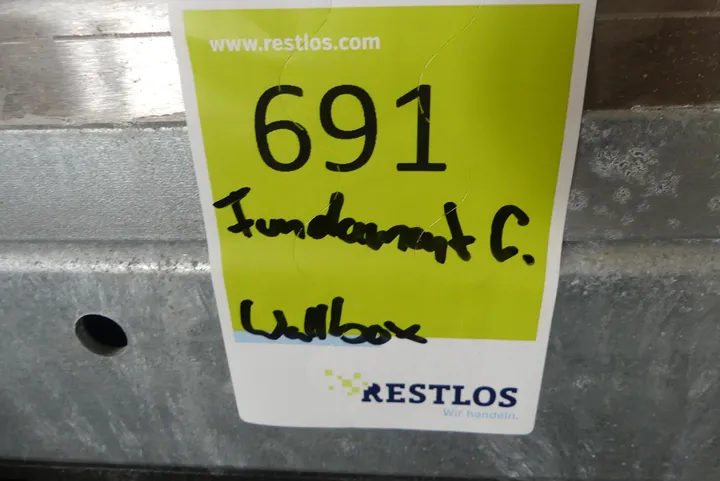 www.restlos.com
691
Fundament G.
Wallbox
RESTLOS
Wir handeln.